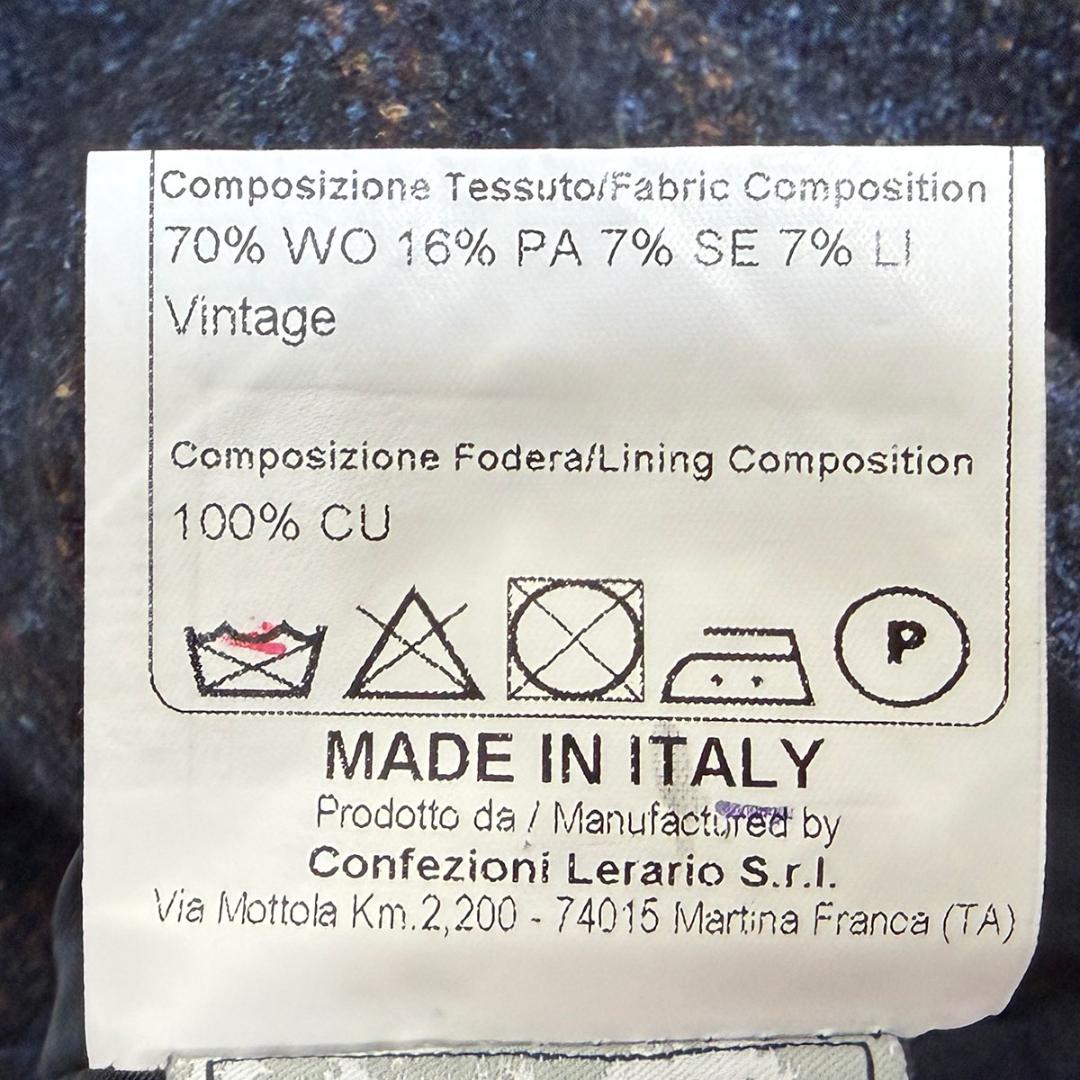 Composizione Tessuto/Fabric Composition
70% WO 16% PA 7% SE 7% LI
Vintage
Composizione Fodera/Lining Composition
100% CU
P
MADE IN ITALY
Prodotto da / Manufactured by
Confezioni Lerario S.r.l.
Via Mottola Km.2,200 - 74015 Martina Franca (TA)